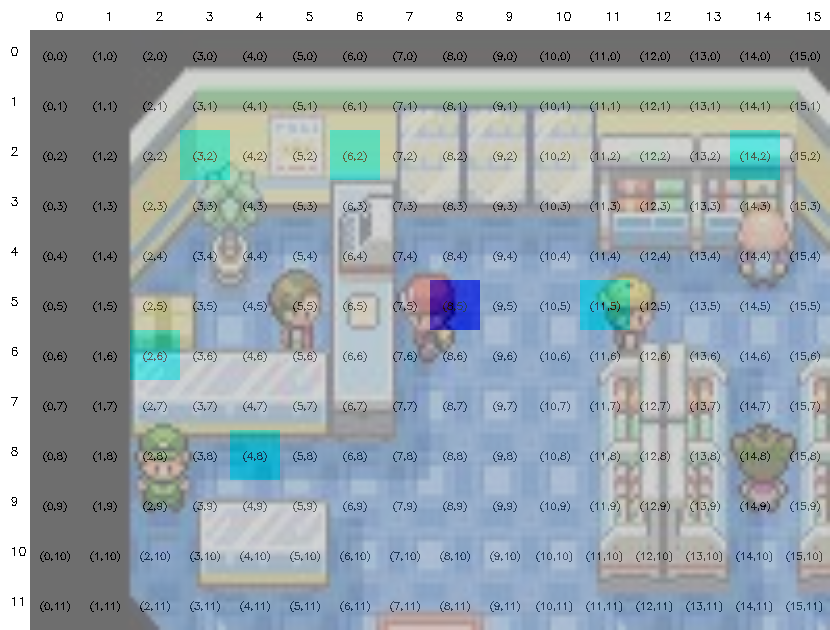 0 1 2 3 4 5 6 7 8 9 10 11 12 13 14 15
0 (0,0) (1,0) (2,0) (3,0) (4,0) (5,0) (6,0) (7,0) (8,0) (9,0) (10,0) (11,0) (12,0) (13,0) (14,0) (15,0)
1 (0,1) (1,1) (2,1) (3,1) (4,1) (5,1) (6,1) (7,1) (8,1) (9,1) (10,1) (11,1) (12,1) (13,1) (14,1) (15,1)
2 (0,2) (1,2) (2,2) (3,2) (4,2) (5,2) (6,2) (7,2) (8,2) (9,2) (10,2) (11,2) (12,2) (13,2) (14,2) (15,2)
3 (0,3) (1,3) (2,3) (3,3) (4,3) (5,3) (6,3) (7,3) (8,3) (9,3) (10,3) (11,3) (12,3) (13,3) (14,3) (15,3)
4 (0,4) (1,4) (2,4) (3,4) (4,4) (5,4) (6,4) (7,4) (8,4) (9,4) (10,4) (11,4) (12,4) (13,4) (14,4) (15,4)
5 (0,5) (1,5) (2,5) (3,5) (4,5) (5,5) (6,5) (7,5) (8,5) (9,5) (10,5) (11,5) (12,5) (13,5) (14,5) (15,5)
6 (0,6) (1,6) (2,6) (3,6) (4,6) (5,6) (6,6) (7,6) (8,6) (9,6) (10,6) (11,6) (12,6) (13,6) (14,6) (15,6)
7 (0,7) (1,7) (2,7) (3,7) (4,7) (5,7) (6,7) (7,7) (8,7) (9,7) (10,7) (11,7) (12,7) (13,7) (14,7) (15,7)
8 (0,8) (1,8) (2,8) (3,8) (4,8) (5,8) (6,8) (7,8) (8,8) (9,8) (10,8) (11,8) (12,8) (13,8) (14,8) (15,8)
9 (0,9) (1,9) (2,9) (3,9) (4,9) (5,9) (6,9) (7,9) (8,9) (9,9) (10,9) (11,9) (12,9) (13,9) (14,9) (15,9)
10 (0,10) (1,10) (2,10) (3,10) (4,10) (5,10) (6,10) (7,10) (8,10) (9,10) (10,10) (11,10) (12,10) (13,10) (14,10) (15,10)
11 (0,11) (1,11) (2,11) (3,11) (4,11) (5,11) (6,11) (7,11) (8,11) (9,11) (10,11) (11,11) (12,11) (13,11) (14,11) (15,11)